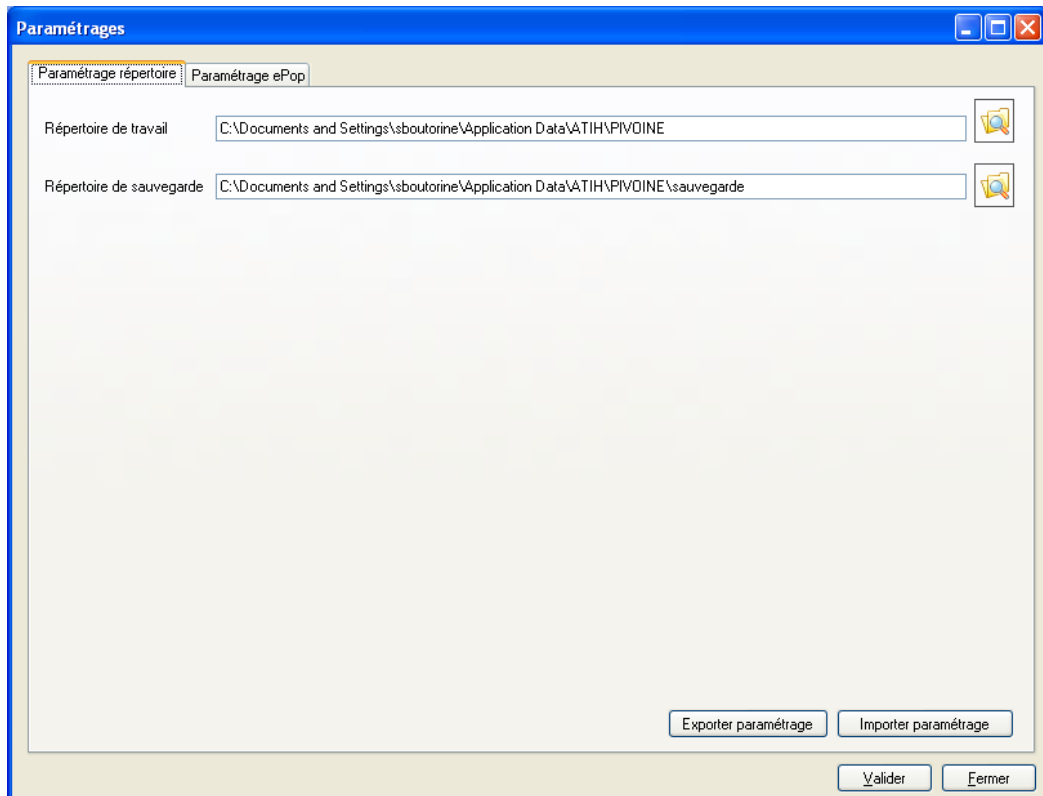 Paramétrages
Paramétrage répertoire Paramétrage ePop
Répertoire de travail C:\Documents and Settings\sboutorine\Application Data\ATIH\PIVOINE
Répertoire de sauvegarde C:\Documents and Settings\sboutorine\Application Data\ATIH\PIVOINE\sauvegarde
Exporter paramétrage Importer paramétrage
Valider Fermer